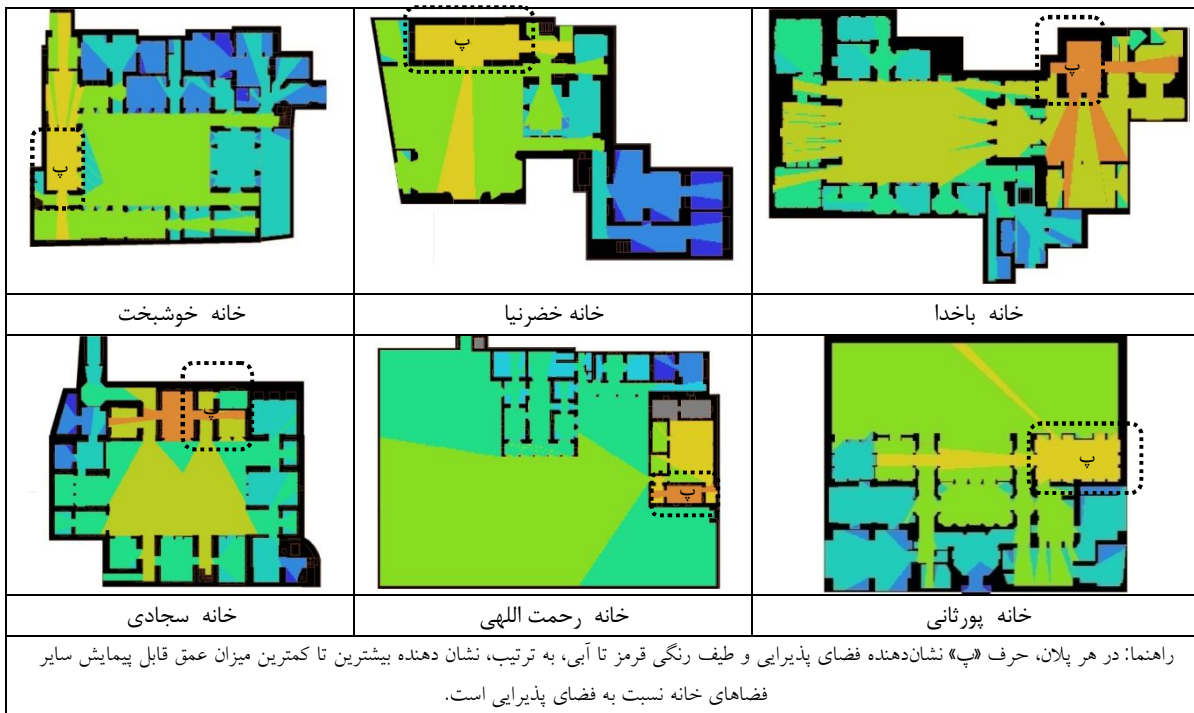 پ
پ
پ
خانه خوشبخت
خانه خضرنیا
خانه باخدا
پ
پ
پ
خانه سجادی
خانه رحمت اللهی
خانه پورثانی
راهنما: در هر پلان، حرف «پ» نشان‌دهنده فضای پذیرایی و طیف رنگی قرمز تا آبی، به ترتیب، نشان دهنده بیشترین تا کمترین میزان عمق قابل پیمایش سایر
فضاهای خانه نسبت به فضای پذیرایی است.